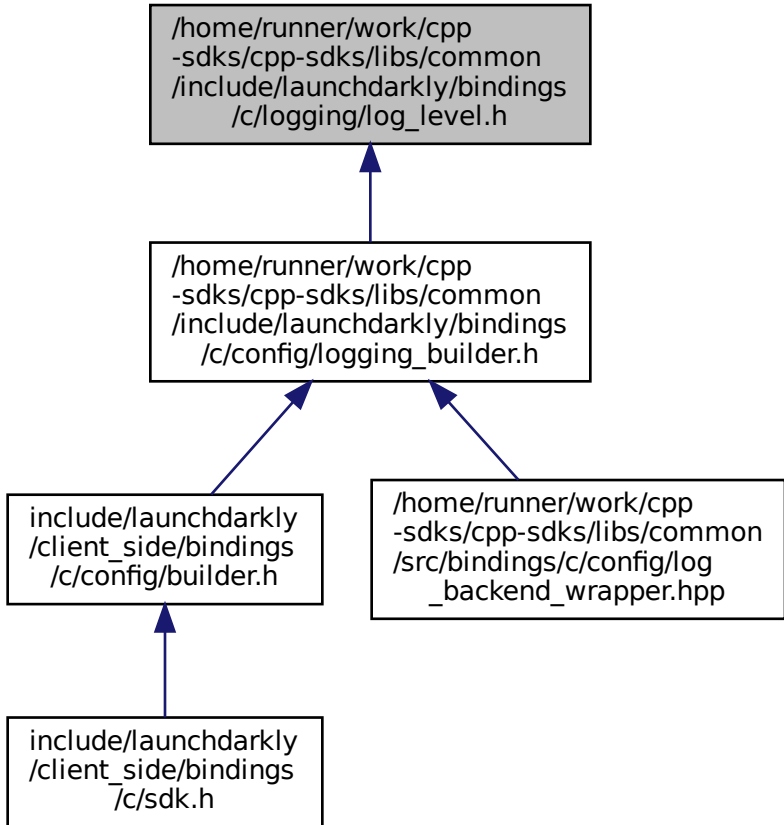 /home/runner/work/cpp
-sdks/cpp-sdks/libs/common
/include/launchdarkly/bindings
/c/logging/log_level.h
/home/runner/work/cpp
-sdks/cpp-sdks/libs/common
/include/launchdarkly/bindings
/c/config/logging_builder.h
include/launchdarkly
/client_side/bindings
/c/config/builder.h
/home/runner/work/cpp
-sdks/cpp-sdks/libs/common
/src/bindings/c/config/log
_backend_wrapper.hpp
include/launchdarkly
/client_side/bindings
/c/sdk.h